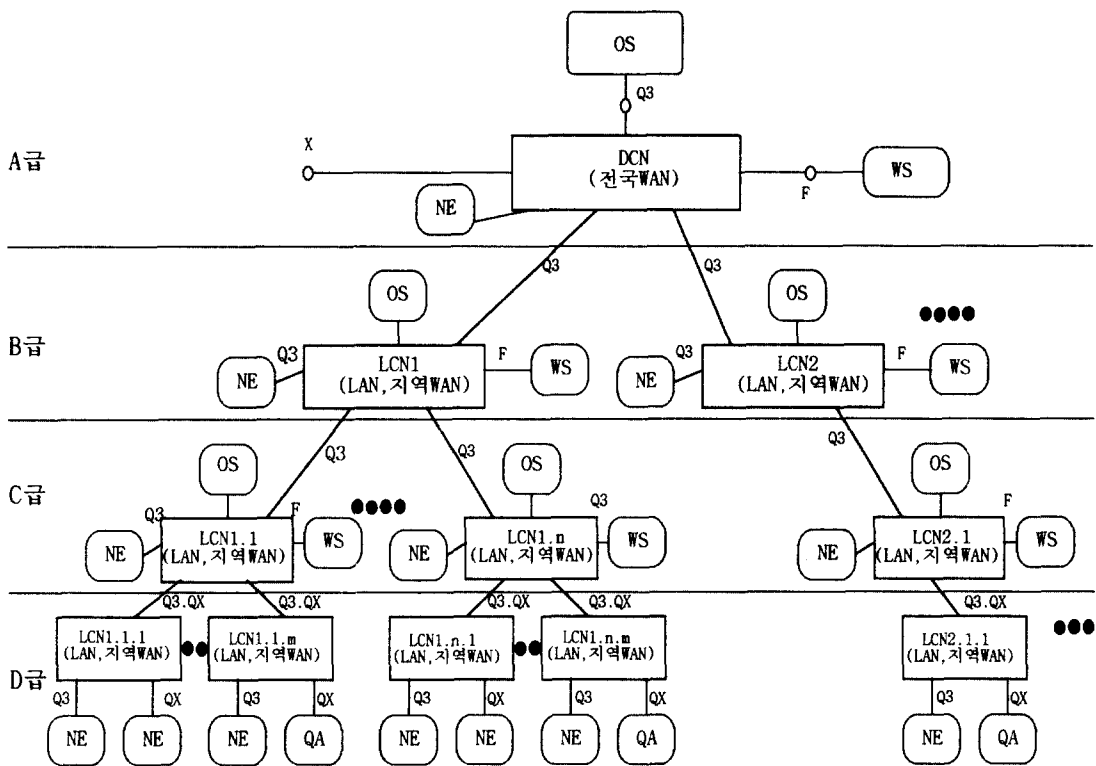 OS
Q3
X
A급
DCN
(전국WAN)
F
WS
NE
Q3
Q3
OS
OS
B급
Q3
LCN1
(LAN,지역WAN)
F
WS
NE
Q3
LCN2
(LAN,지역WAN)
F
WS
NE
Q3
Q3
Q3
OS
OS
OS
C급
Q3
LCN1.1
(LAN,지역WAN)
F
WS
NE
LCN1.n
(LAN,지역WAN)
Q3
WS
NE
LCN2.1
(LAN,지역WAN)
F
WS
NE
Q3.QX
Q3.QX
Q3.QX
Q3.QX
Q3.QX
D급
LCN1.1.1
(LAN,지역WAN)
LCN1.1.m
(LAN,지역WAN)
LCN1.n.1
(LAN,지역WAN)
LCN1.n.m
(LAN,지역WAN)
LCN2.1.1
(LAN,지역WAN)
Q3
QX
Q3
QX
Q3
QX
Q3
QX
Q3
QX
NE
NE
NE
QA
NE
NE
NE
QA
NE
QA